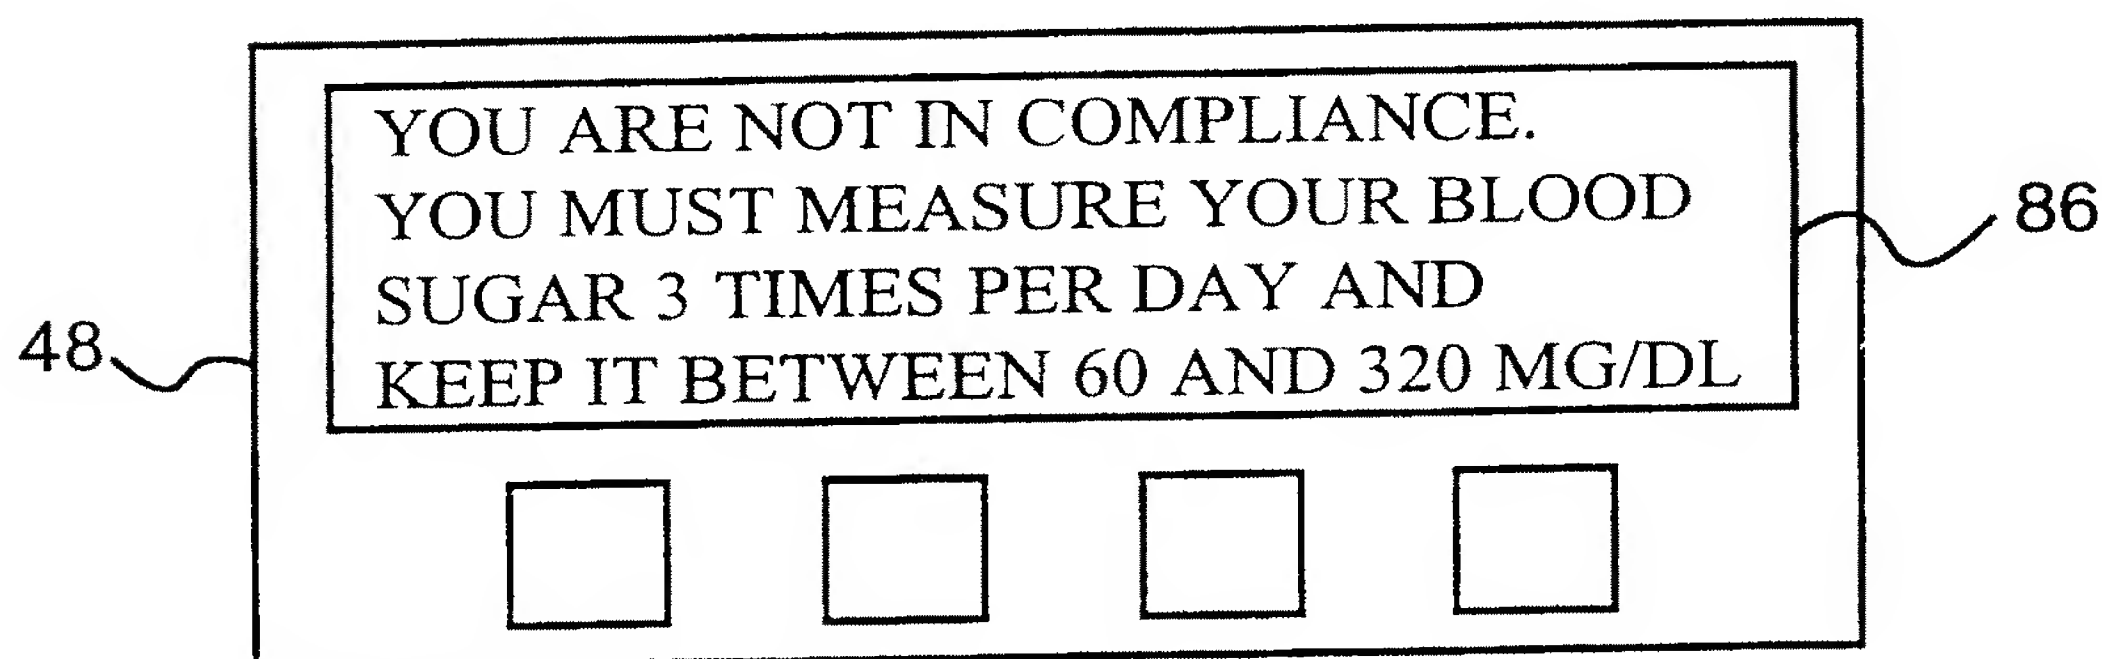 YOU ARE NOT IN COMPLIANCE.
YOU MUST MEASURE YOUR BLOOD
SUGAR 3 TIMES PER DAY AND
KEEP IT BETWEEN 60 AND 320 MG/DL
86
48